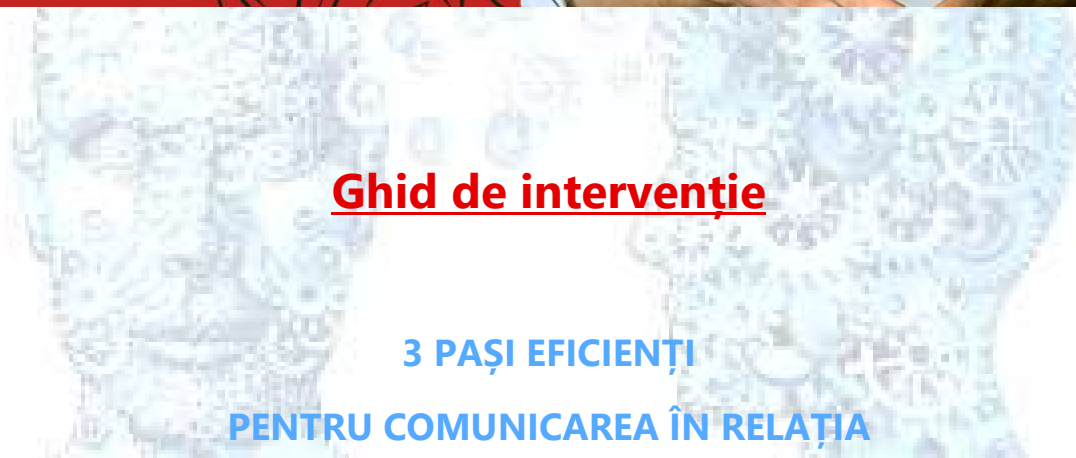 Ghid de intervenție
3 PAȘI EFICIENȚI
PENTRU COMUNICAREA ÎN RELAȚIA